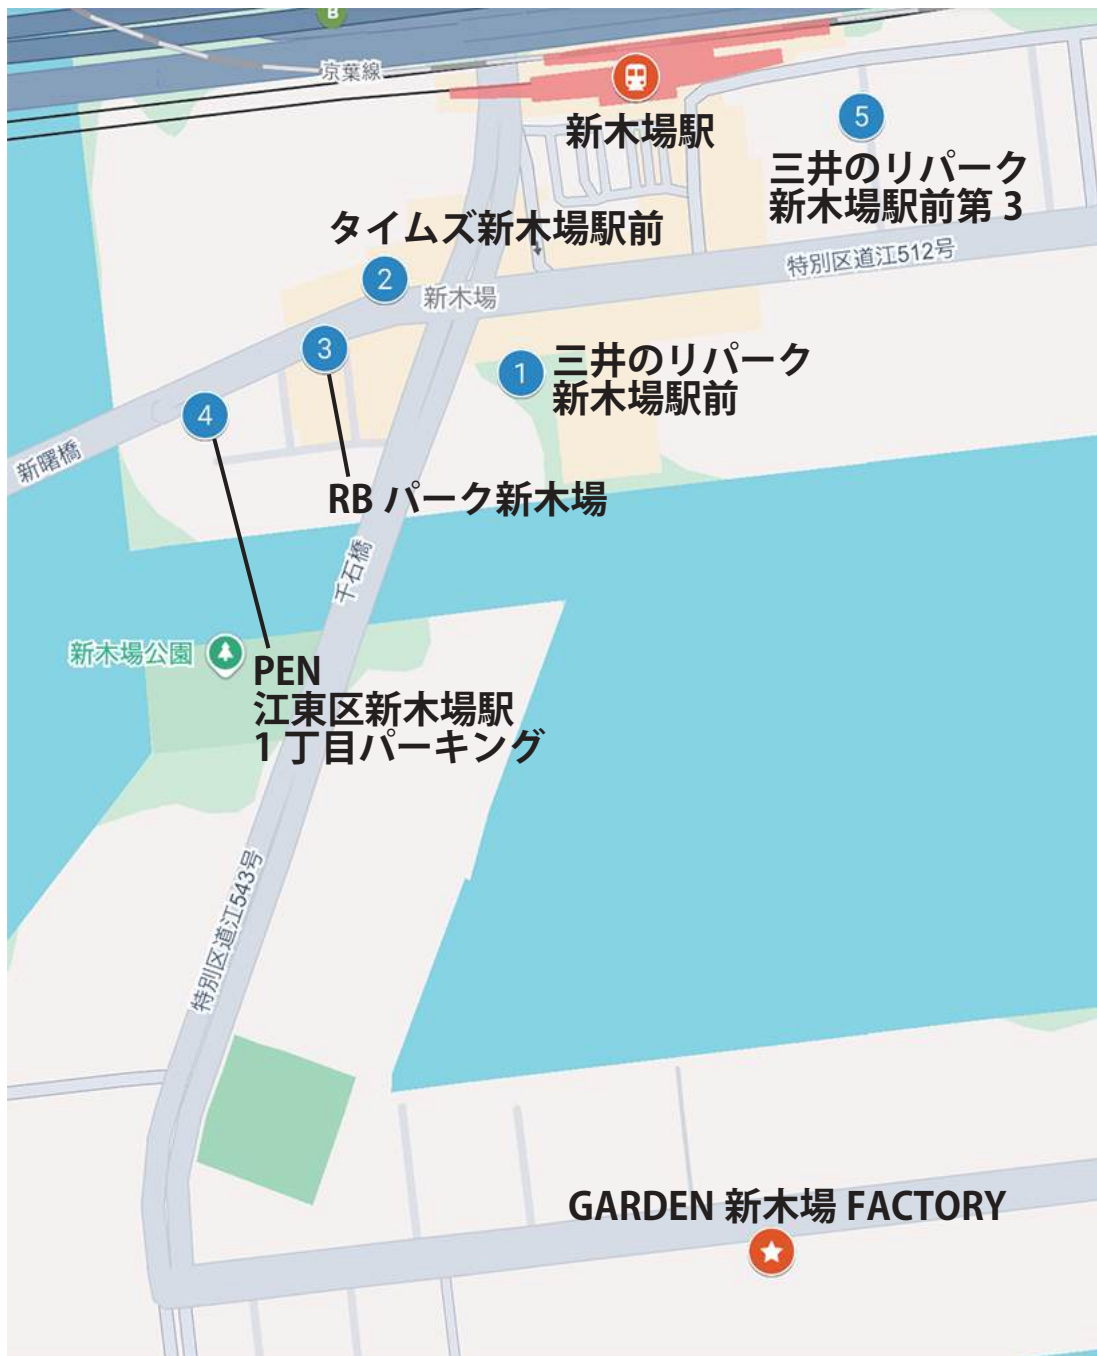 B
京葉線
新木場駅
5
三井のリパーク
新木場駅前第3
タイムズ新木場駅前
特別区道江512号
2
新木場
3
1
三井のリパーク
新木場駅前
4
新曙橋
RB パーク新木場
千石橋
新木場公園
PEN
江東区新木場駅
1丁目パーキング
特別区道江543号
GARDEN 新木場 FACTORY